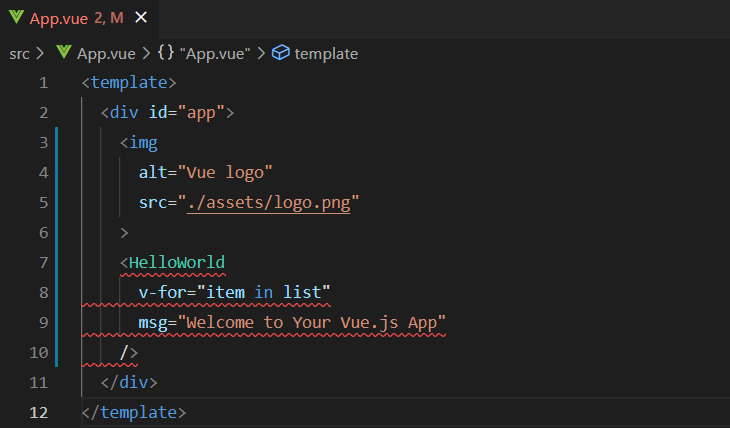 App.vue 2, M
src > App.vue > {} "App.vue" > template
1 <template>
2 <div id="app">
3 <img
4 alt="Vue logo"
5 src="./assets/logo.png"
6 >
7 <HelloWorld
8 v-for="item in list"
9 msg="Welcome to Your Vue.js App"
10 />
11 </div>
12 </template>